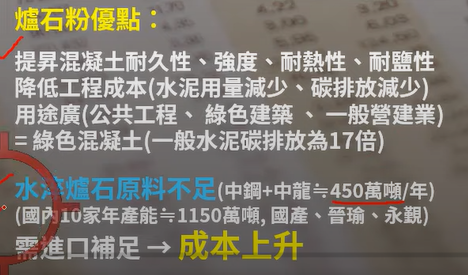 爐石粉優點：
提昇混凝土耐久性、強度、耐熱性、耐鹽性
降低工程成本(水泥用量減少、碳排放減少)
用途廣(公共工程、綠色建築、一般營建業)
= 綠色混凝土(一般水泥碳排放為17倍)
水淬爐石原料不足(中鋼+中龍≒450萬噸/年)
(國內10家年產能≒1150萬噸, 國產、晉瑜、永觀)
需進口補足 → 成本上升